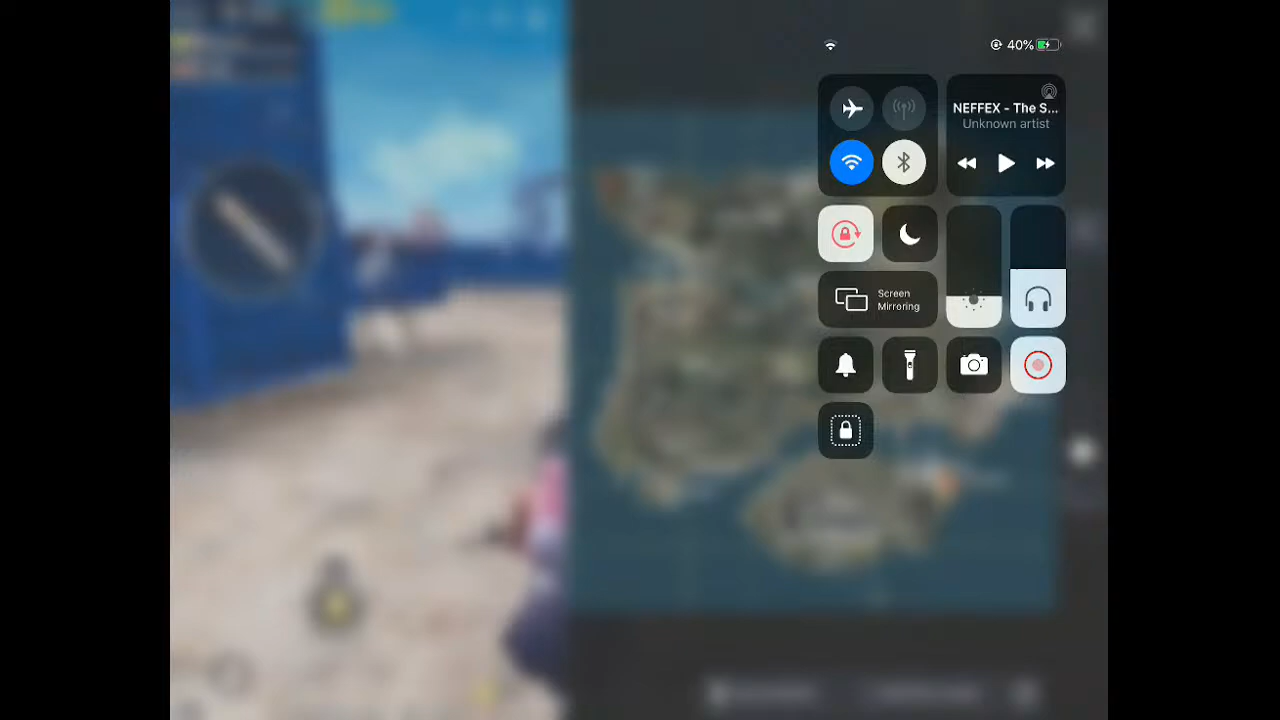 40%
NEFFEX - The S...
Unknown artist
Screen
Mirroring